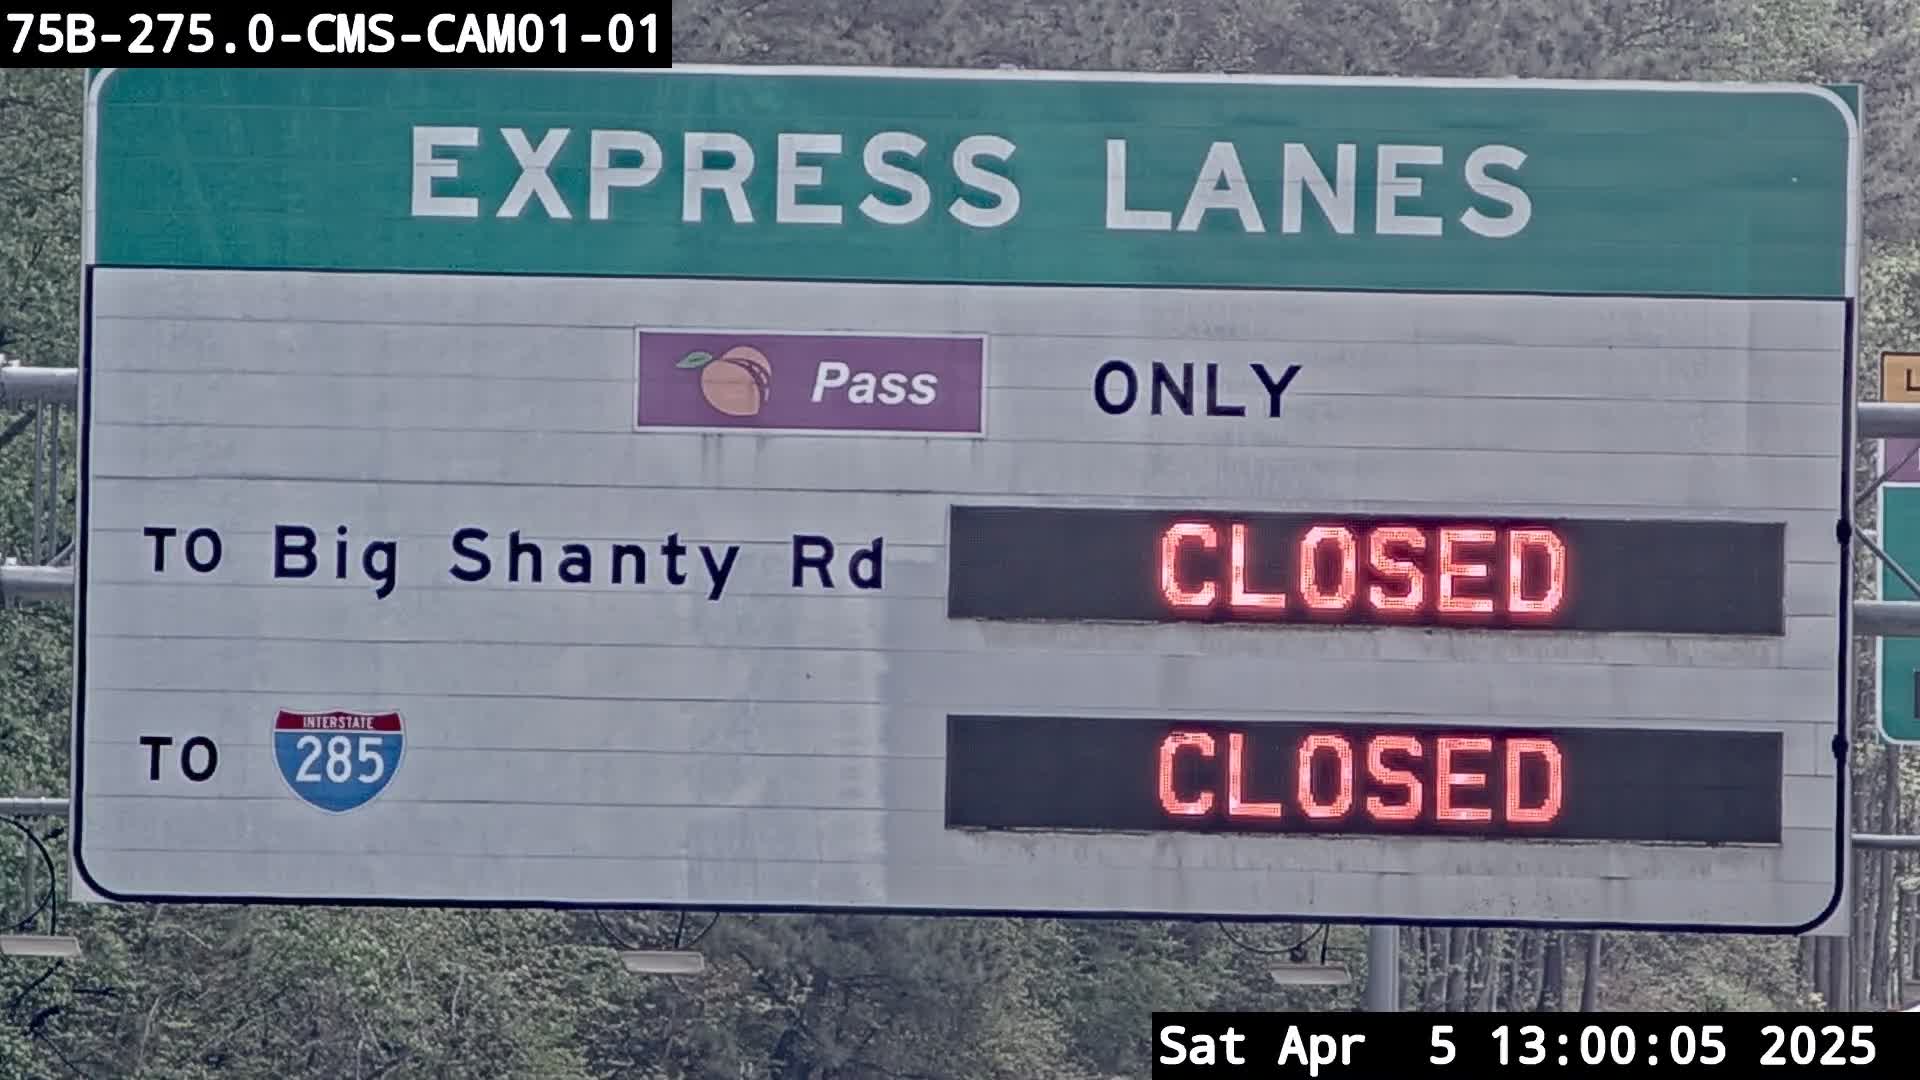 75B-275.0-CMS-CAM01-01
EXPRESS LANES
Pass ONLY
TO Big Shanty Rd CLOSED
TO INTERSTATE 285 CLOSED
Sat Apr 5 13:00:05 2025